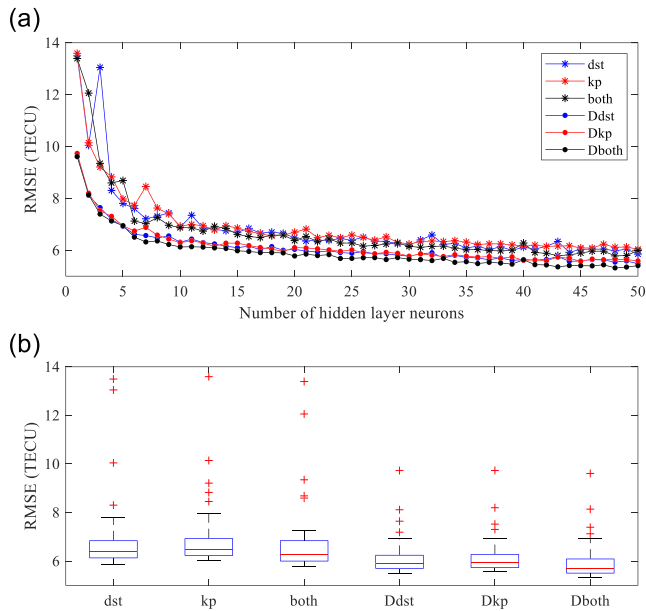 (a)
14
12
10
8
6
RMSE (TECU)
dst
kp
both
Ddst
Dkp
Dboth
0 5 10 15 20 25 30 35 40 45 50
Number of hidden layer neurons
(b)
14
12
10
8
6
RMSE (TECU)
dst kp both Ddst Dkp Dboth